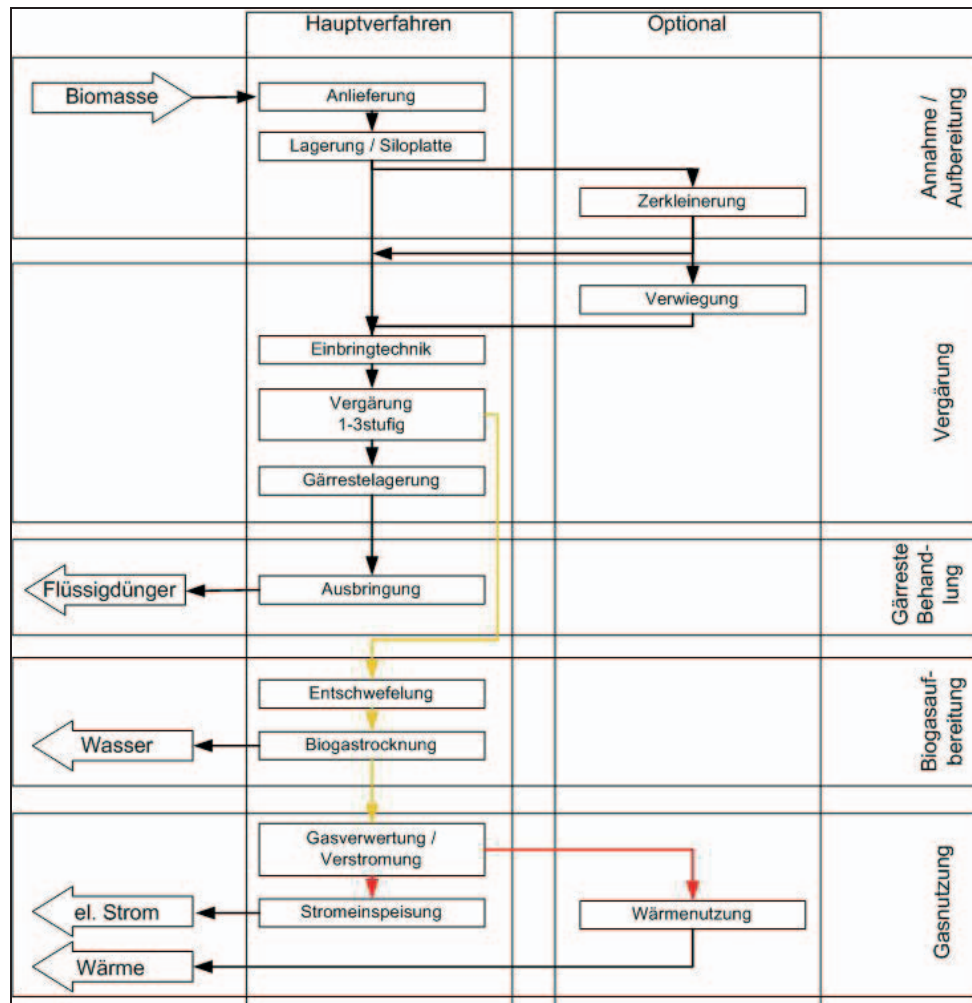 Hauptverfahren
Optional
Biomasse
Anlieferung
Lagerung / Siloplatte
Zerkleinerung
Annahme /
Aufbereitung
Verwiegung
Einbringtechnik
Vergärung
1-3stufig
Gärrestelagerung
Vergärung
Flüssigdünger
Ausbringung
Gärreste
Behand-
lung
Entschwefelung
Wasser
Biogastrocknung
Biogasauf-
bereitung
Gasverwertung /
Verstromung
el. Strom
Stromeinspeisung
Wärmenutzung
Wärme
Gasnutzung